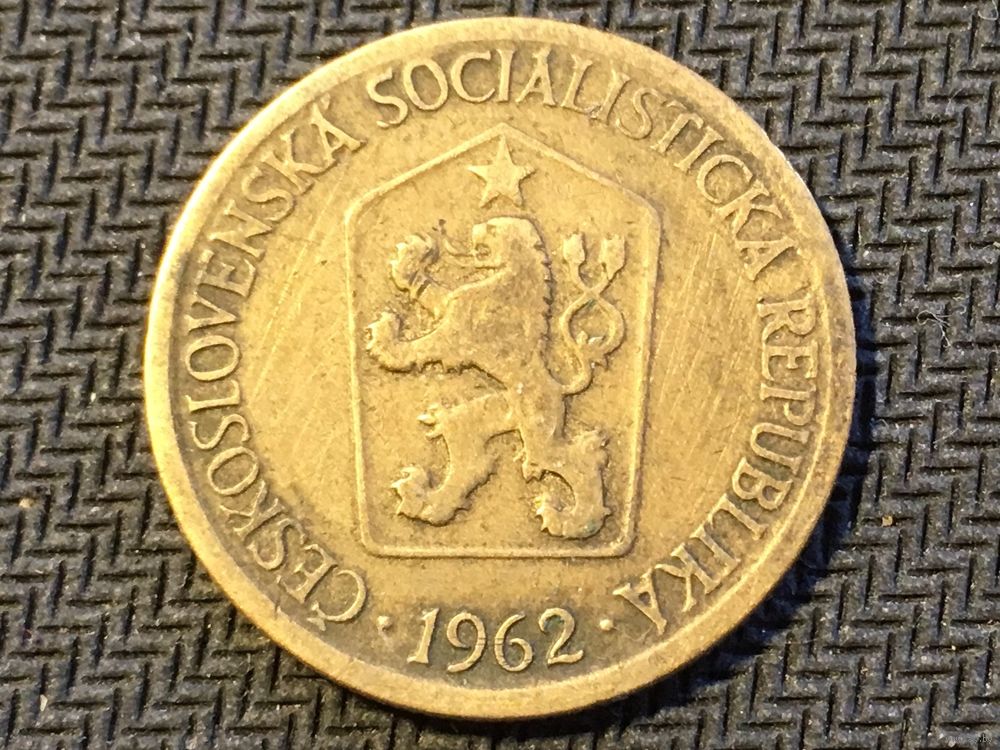 ČESKOSLOVENSKÁ SOCIALISTICKÁ REPUBLIKA
· 1962 ·